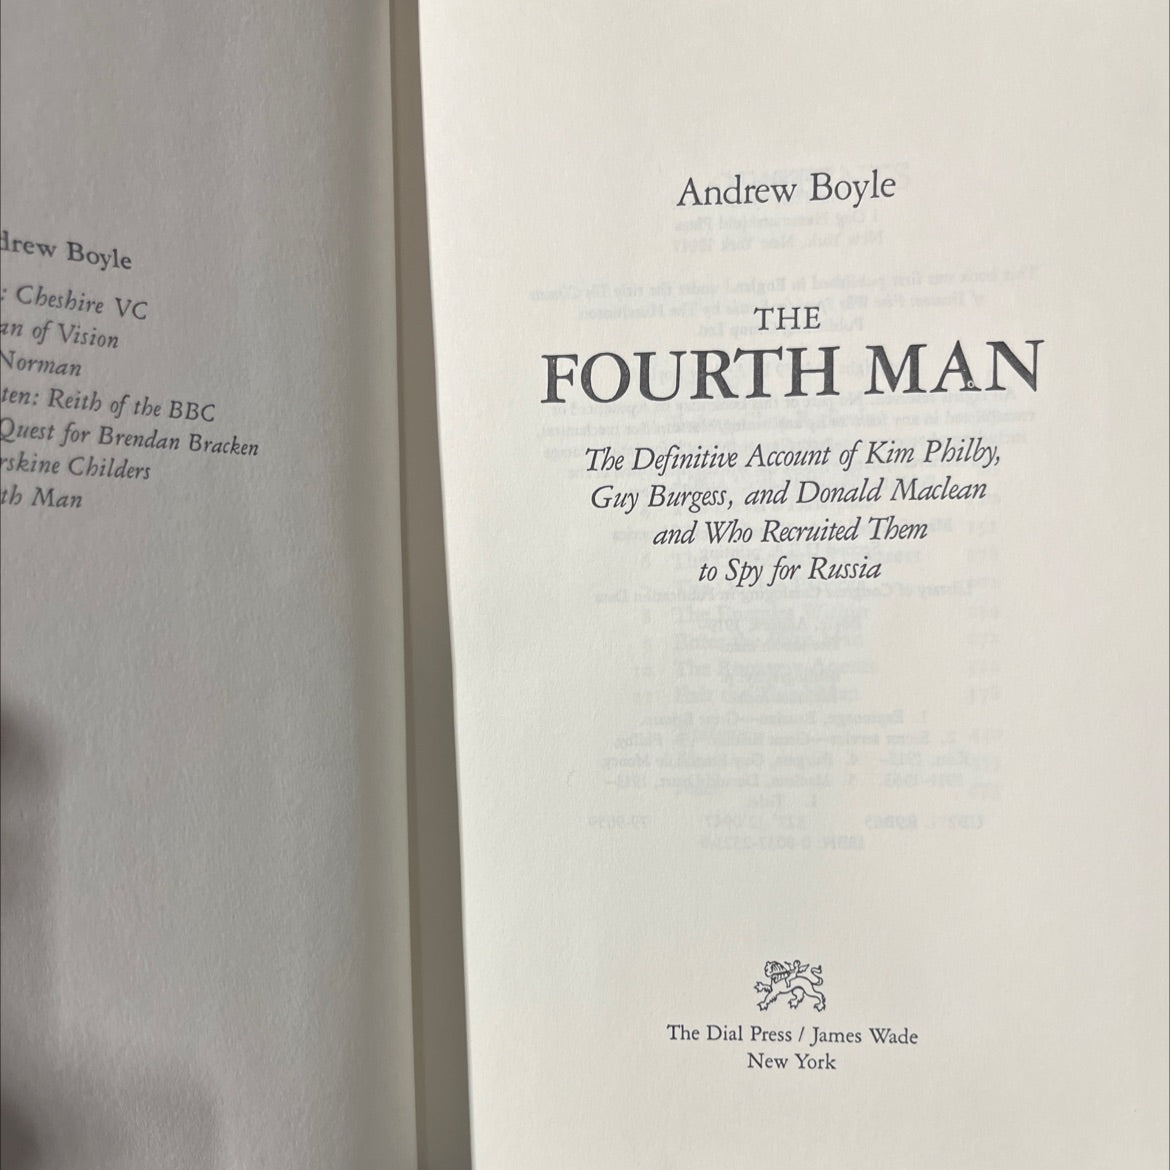 drew Boyle
: Cheshire VC
an of Vision
Norman
ten: Reith of the BBC
Quest for Brendan Bracken
rskine Childers
th Man
Andrew Boyle
THE
FOURTH MAN
The Definitive Account of Kim Philby,
Guy Burgess, and Donald Maclean
and Who Recruited Them
to Spy for Russia
The Dial Press / James Wade
New York